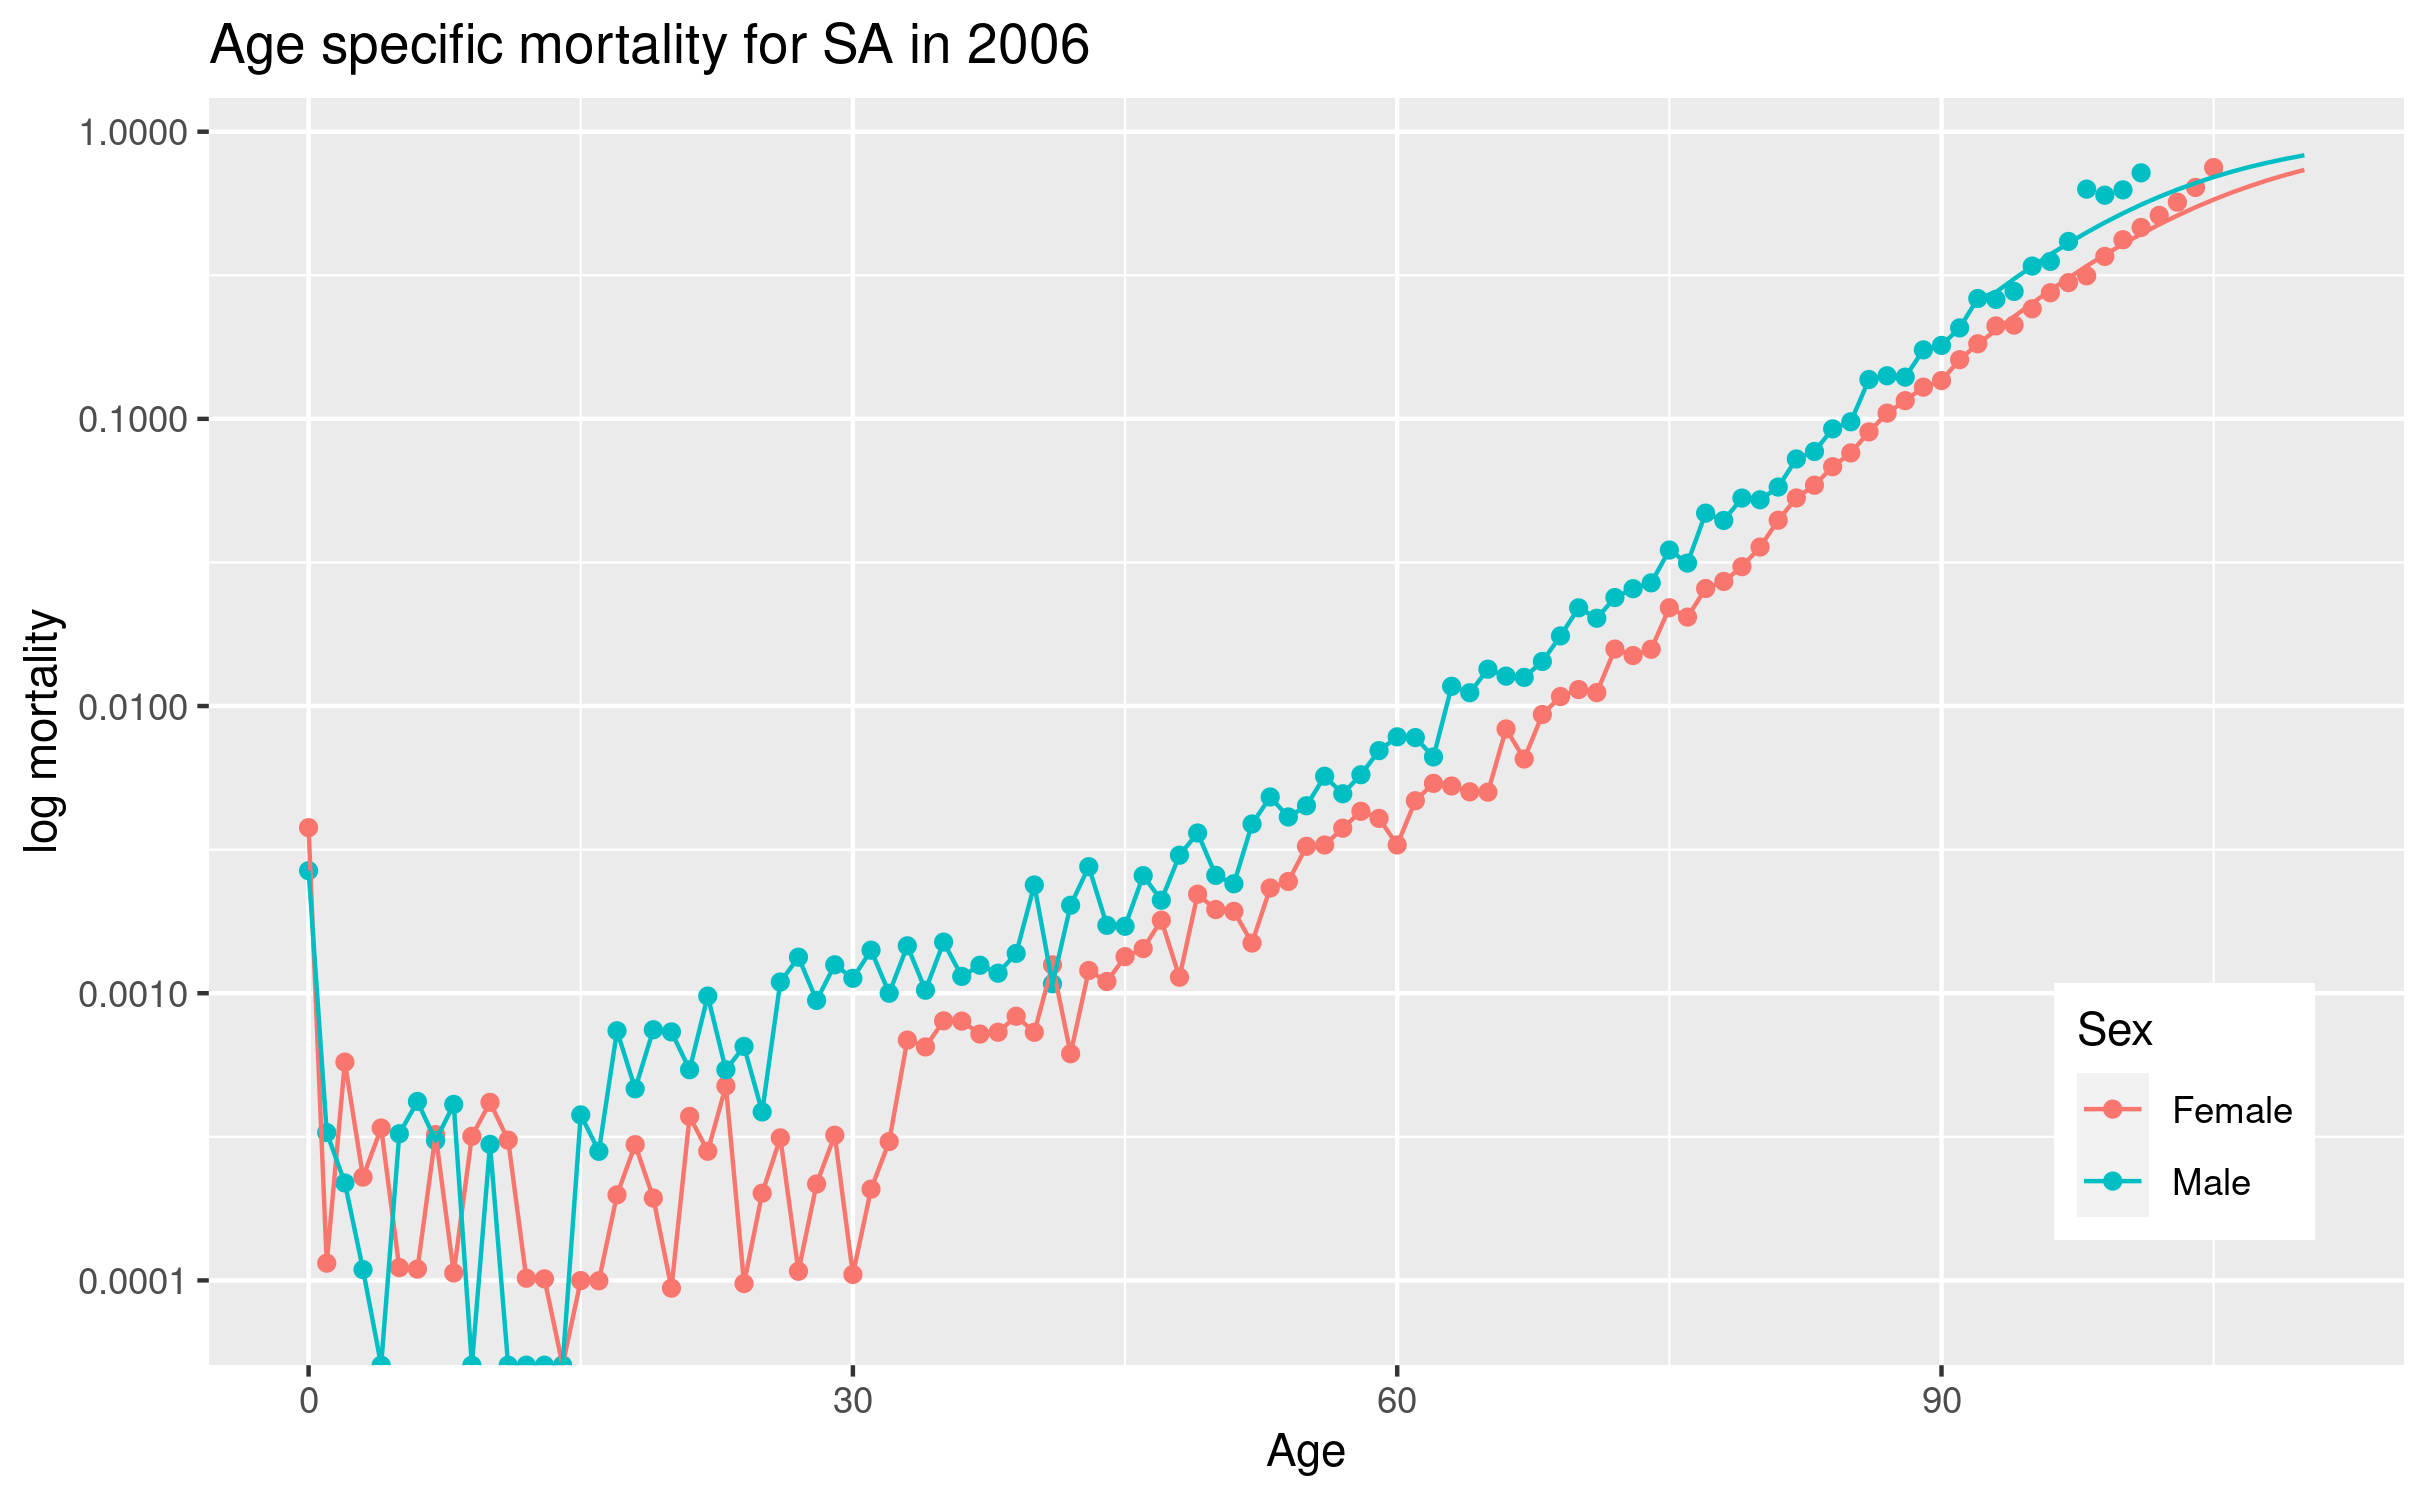 Age specific mortality for SA in 2006
log mortality
1.0000
0.1000
0.0100
0.0010
0.0001
0
30
60
90
Age
Sex
Female
Male